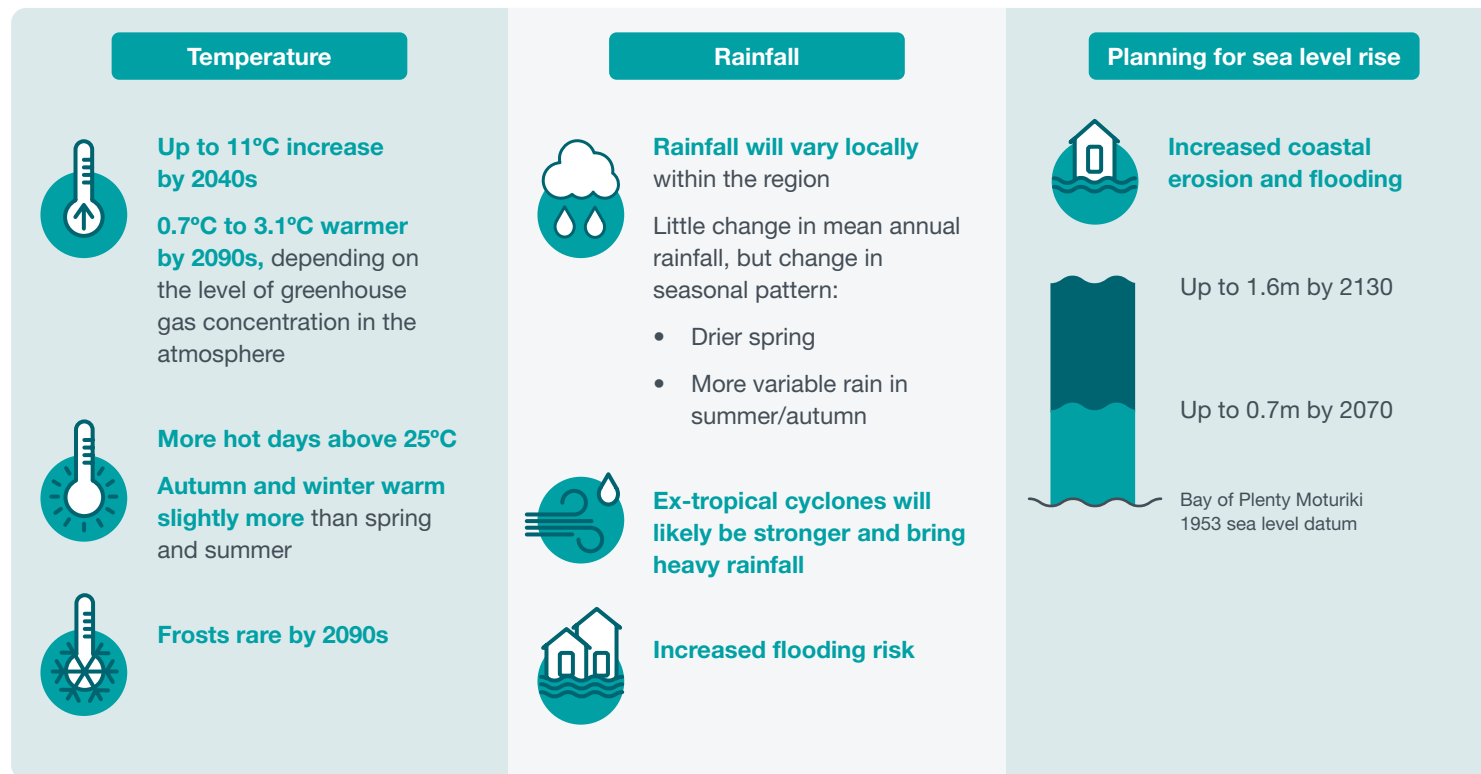 Temperature
Up to 11ºC increase
by 2040s
0.7ºC to 3.1ºC warmer
by 2090s, depending on
the level of greenhouse
gas concentration in the
atmosphere
More hot days above 25ºC
Autumn and winter warm
slightly more than spring
and summer
Frosts rare by 2090s
Rainfall
Rainfall will vary locally
within the region
Little change in mean annual
rainfall, but change in
seasonal pattern:
• Drier spring
• More variable rain in
summer/autumn
Ex-tropical cyclones will
likely be stronger and bring
heavy rainfall
Increased flooding risk
Planning for sea level rise
Increased coastal
erosion and flooding
Up to 1.6m by 2130
Up to 0.7m by 2070
Bay of Plenty Moturiki
1953 sea level datum